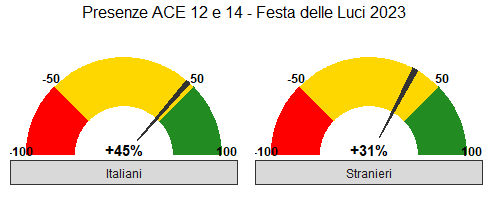 Presenze ACE 12 e 14 - Festa delle Luci 2023
-50 50
-100 +45% 100
Italiani
-50 50
-100 +31% 100
Stranieri